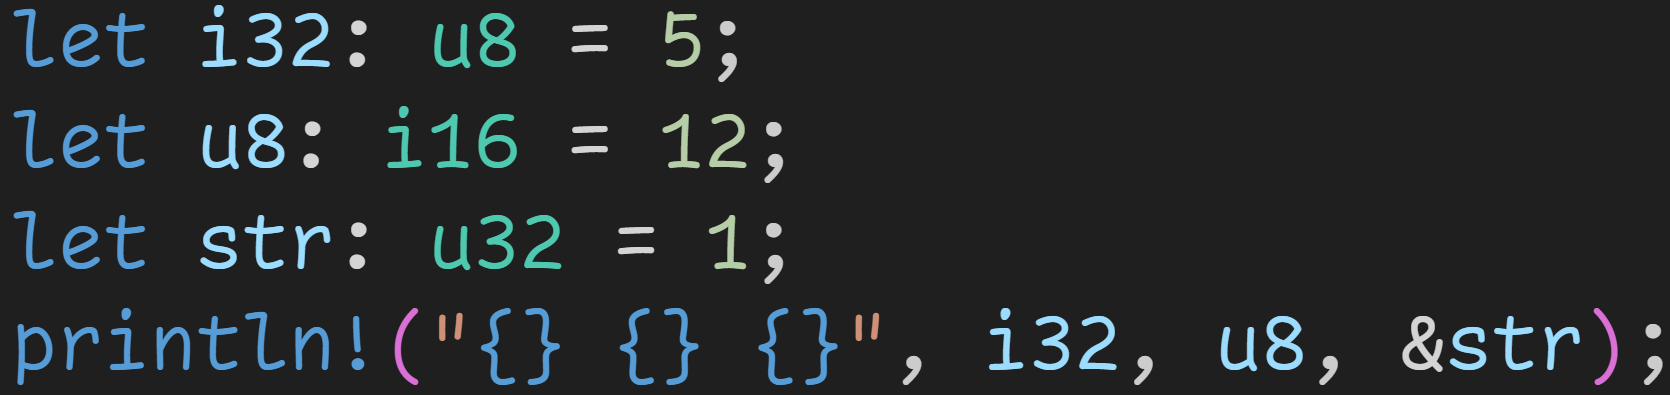 let i32: u8 = 5;
let u8: i16 = 12;
let str: u32 = 1;
println!("{} {} {}", i32, u8, &str);